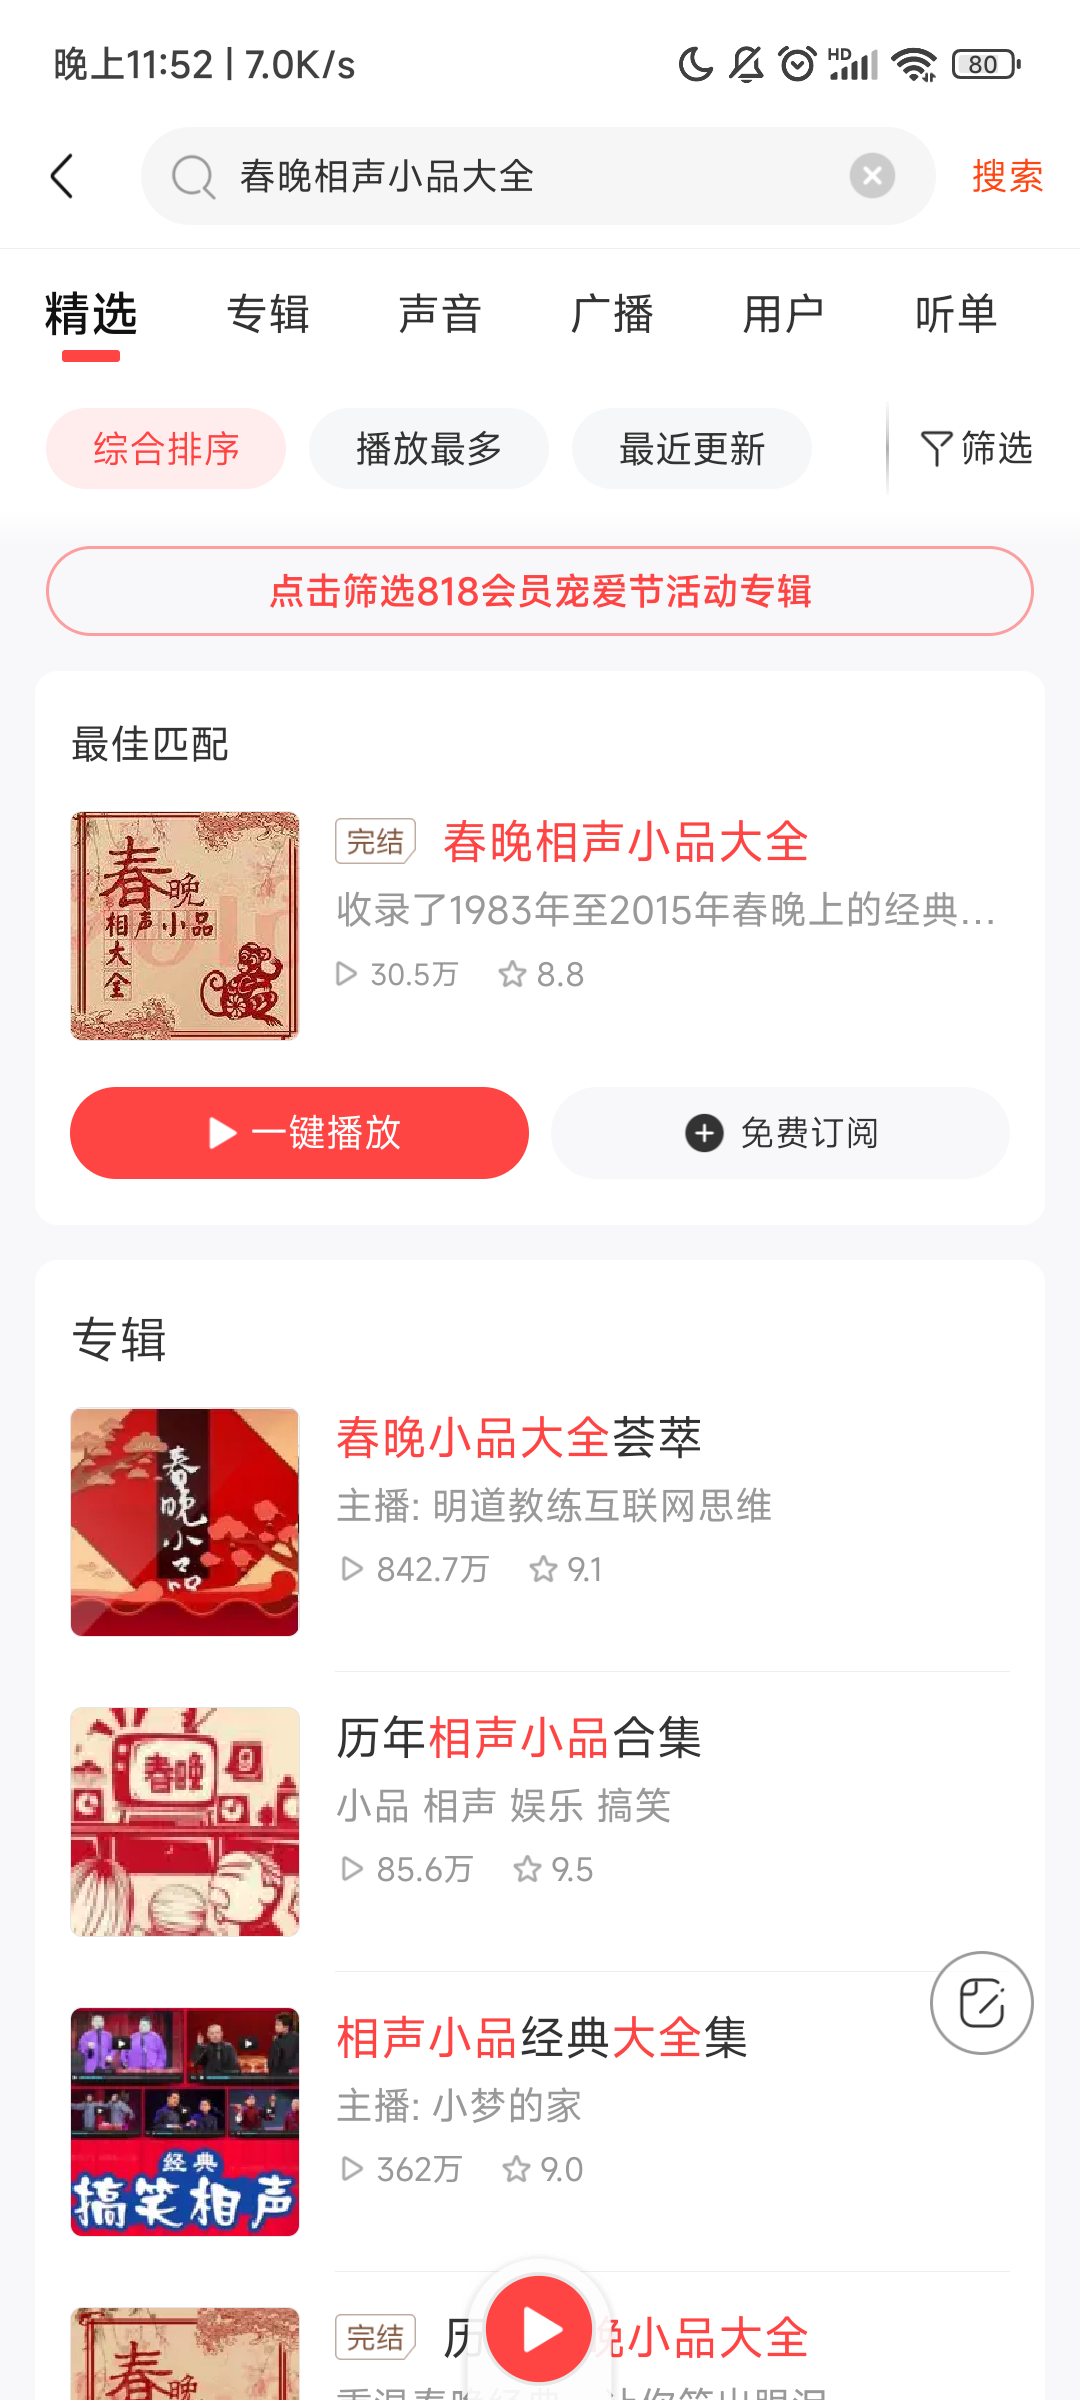 晚上11:52 | 7.0K/s
HD
80
春晚相声小品大全
搜索
精选 专辑 声音 广播 用户 听单
综合排序 播放最多 最近更新 筛选
点击筛选818会员宠爱节活动专辑
最佳匹配
春晚
相声小品
大
全
完结 春晚相声小品大全
收录了1983年至2015年春晚上的经典...
30.5万 8.8
一键播放 免费订阅
专辑
春晚小品
春晚小品大全荟萃
主播: 明道教练互联网思维
842.7万 9.1
春晚
历年相声小品合集
小品 相声 娱乐 搞笑
85.6万 9.5
经典
搞笑相声
相声小品经典大全集
主播: 小梦的家
362万 9.0
春晚
完结 历 晚小品大全